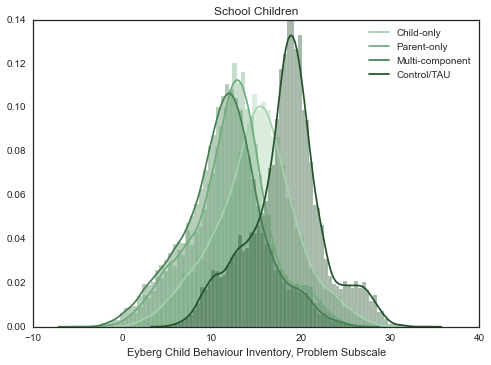 School Children
Child-only
Parent-only
Multi-component
Control/TAU
0.14
0.12
0.10
0.08
0.06
0.04
0.02
0.00
−10 0 10 20 30 40
Eyberg Child Behaviour Inventory, Problem Subscale